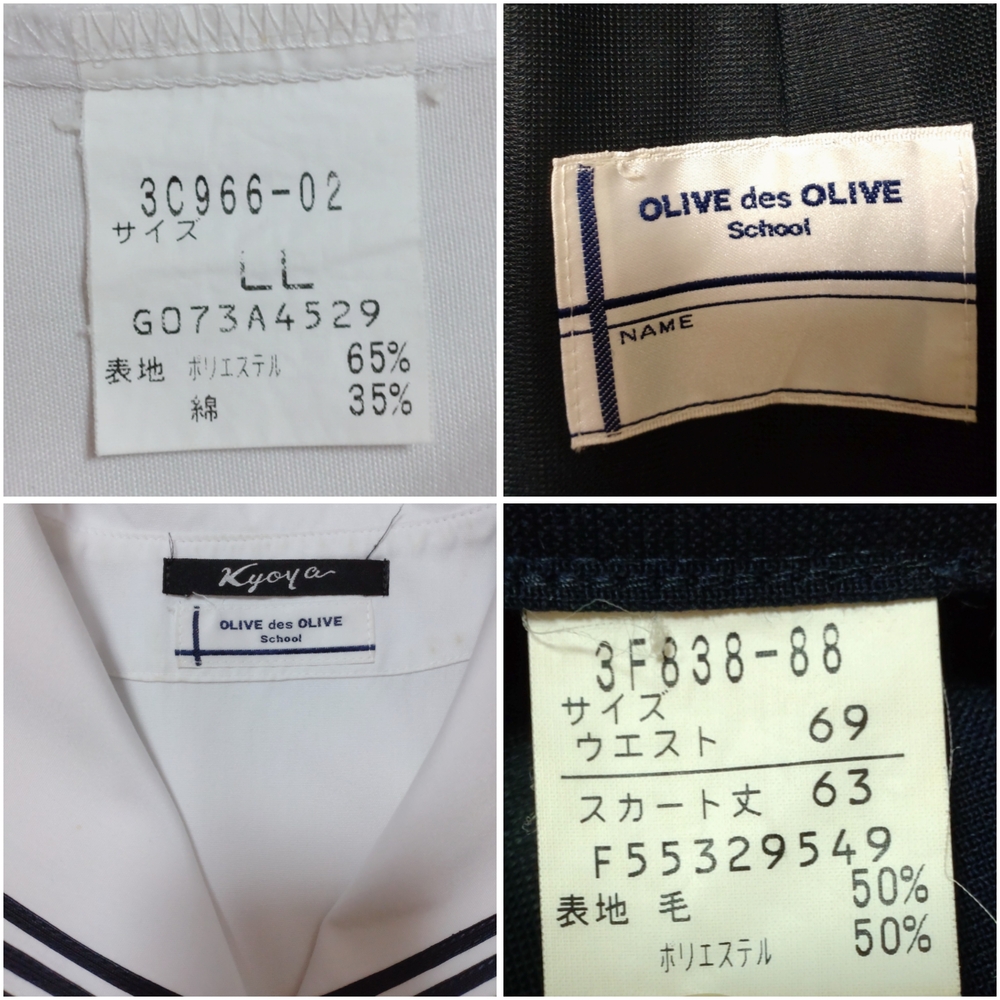 3C966-02
サイズ
LL
G073A4529
表地 ポリエステル 65%
綿 35%
OLIVE des OLIVE
School
NAME
Kyoya
OLIVE des OLIVE
School
3F838-88
サイズ
ウエスト 69
スカート丈 63
F55329549
表地 毛 50%
ポリエステル 50%